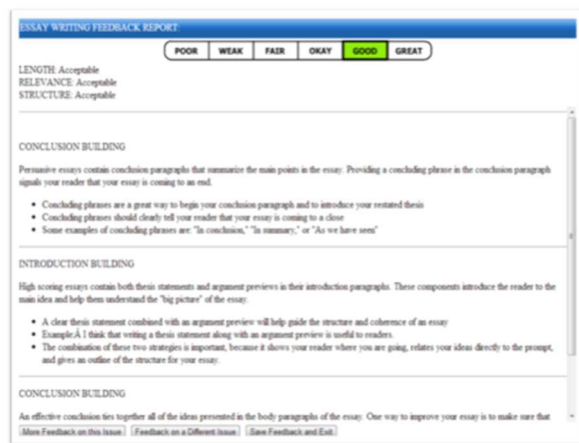 ESSAY WRITING FEEDBACK REPORT:
POOR WEAK FAIR OKAY GOOD GREAT
LENGTH: Acceptable
RELEVANCE: Acceptable
STRUCTURE: Acceptable
CONCLUSION BUILDING
Persuasive essays contain conclusion paragraphs that summarize the main points in the essay. Providing a concluding phrase in the conclusion paragraph
signals your reader that your essay is coming to an end.
• Concluding phrases are a great way to begin your conclusion paragraph and to introduce your restated thesis
• Concluding phrases should clearly tell your reader that your essay is coming to a close
• Some examples of concluding phrases are: "In conclusion," "In summary," or "As we have seen"
INTRODUCTION BUILDING
High scoring essays contain both thesis statements and argument previews in their introduction paragraphs. These components introduce the reader to the
main idea and help them understand the "big picture" of the essay.
• A clear thesis statement combined with an argument preview will help guide the structure and coherence of an essay
• Example:Â I think that writing a thesis statement along with an argument preview is useful to readers.
• The combination of these two strategies is important, because it shows your reader where you are going, relates your ideas directly to the prompt,
and gives an outline of the structure for your essay.
CONCLUSION BUILDING
An effective conclusion ties together all of the ideas presented in the body paragraphs of the essay. One way to improve your essay is to make sure that
More Feedback on this Issue Feedback on a Different Issue Save Feedback and Exit